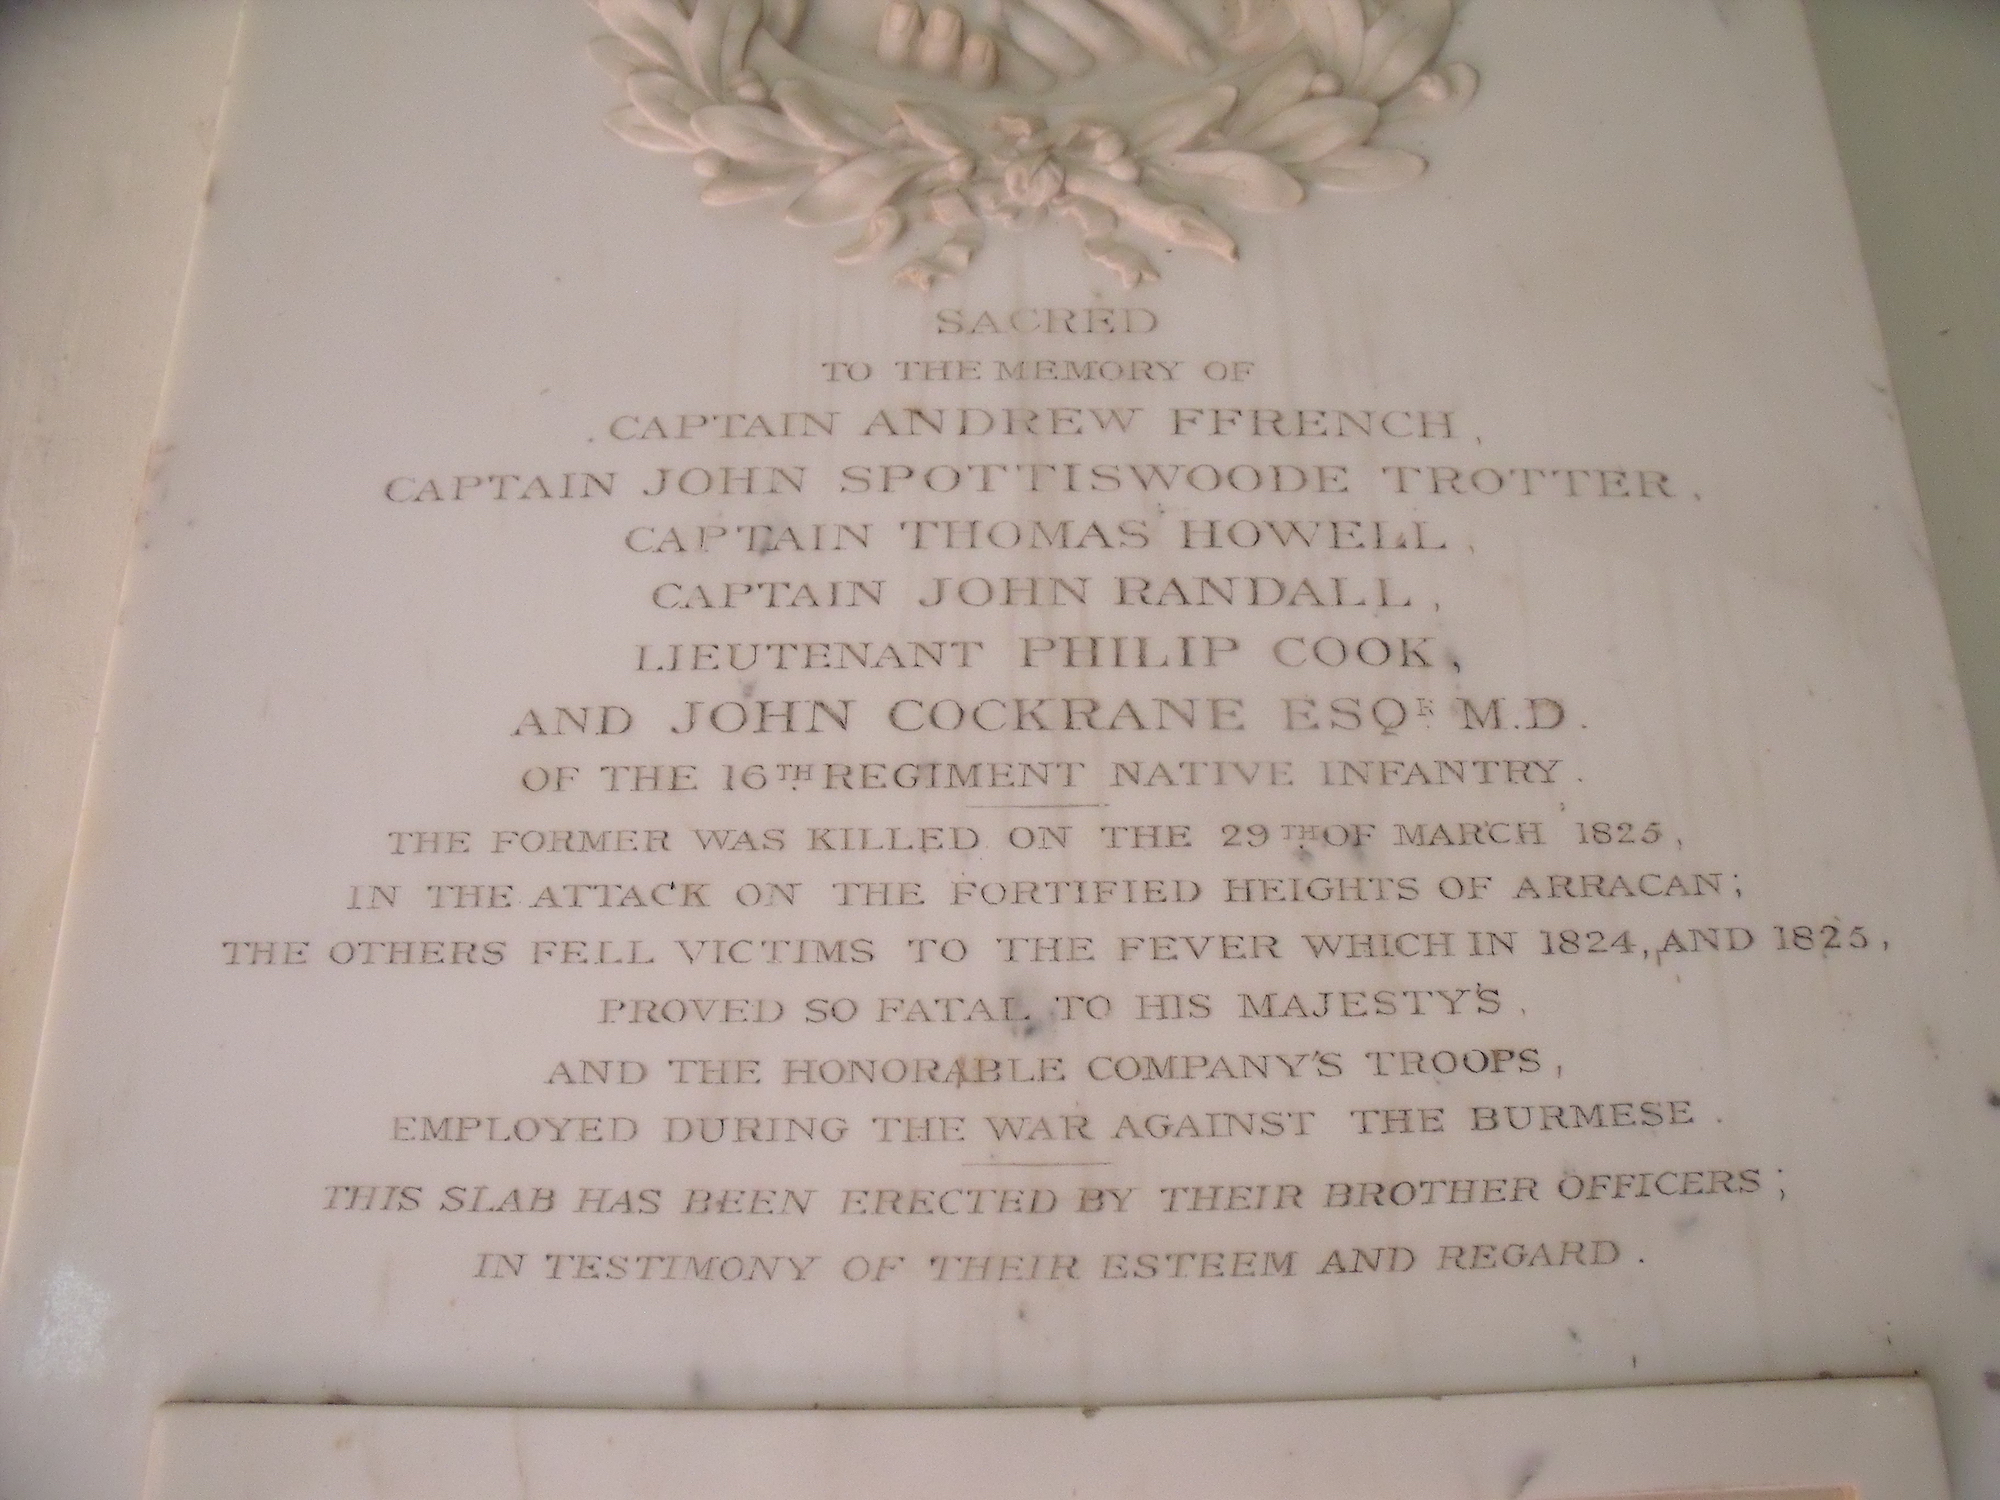 SACRED
TO THE MEMORY OF
CAPTAIN ANDREW FFRENCH,
CAPTAIN JOHN SPOTTISWOODE TROTTER,
CAPTAIN THOMAS HOWELL,
CAPTAIN JOHN RANDALL,
LIEUTENANT PHILIP COOK,
AND JOHN COCKRANE ESQR M.D.
OF THE 16TH REGIMENT NATIVE INFANTRY.
THE FORMER WAS KILLED ON THE 29TH OF MARCH 1825,
IN THE ATTACK ON THE FORTIFIED HEIGHTS OF ARRACAN;
THE OTHERS FELL VICTIMS TO THE FEVER WHICH IN 1824, AND 1825,
PROVED SO FATAL TO HIS MAJESTY'S,
AND THE HONORABLE COMPANY'S TROOPS,
EMPLOYED DURING THE WAR AGAINST THE BURMESE.
THIS SLAB HAS BEEN ERECTED BY THEIR BROTHER OFFICERS;
IN TESTIMONY OF THEIR ESTEEM AND REGARD.